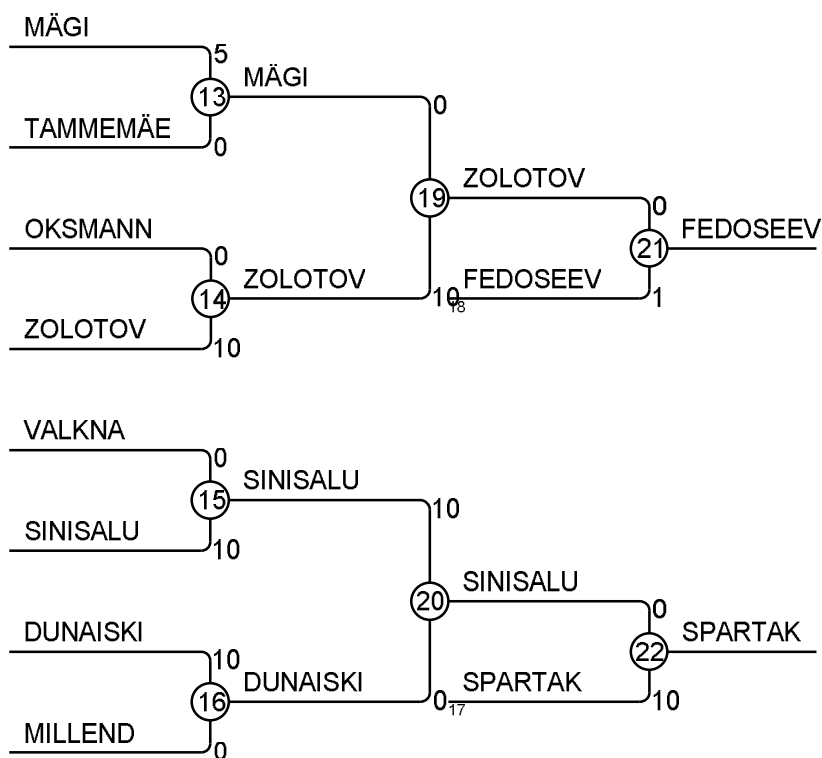 MÄGI
5
13
MÄGI
TAMMEMÄE
0
0
19
ZOLOTOV
OKSMANN
0
0
21
FEDOSEEV
14
ZOLOTOV
10
18
FEDOSEEV
1
ZOLOTOV
10
VALKNA
0
15
SINISALU
10
SINISALU
10
20
SINISALU
0
DUNAISKI
10
22
SPARTAK
16
DUNAISKI
0
17
SPARTAK
10
MILLEND
0